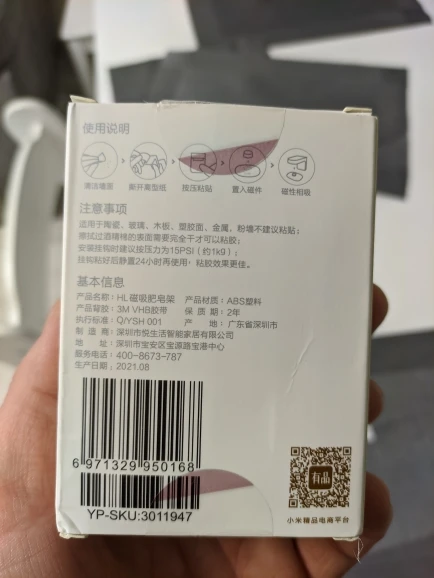 使用说明
清洁墙面 撕开离型纸 按压粘贴 置入磁件 磁性相吸
注意事项
适用于陶瓷，玻璃，木板，塑胶面，金属，粉墙不建议粘贴；
擦拭过酒精稀的表面需要完全干才可以粘胶；
安装挂钩时建议按压力为15PSI（约1kg）；
挂钩粘好后静置24小时再使用，粘胶效果更佳。
基本信息
产品名称：HL 磁吸肥皂架 产品材质：ABS塑料
产品背胶：3M VHB胶带 保质期：2年
执行标准：Q/YSH 001 产地：广东省深圳市
制造商：深圳市悦生活智能家居有限公司
地址：深圳市宝安区宝源路宝港中心
服务电话：400-8673-787
生产日期：2021.08
6 971329 950168
YP-SKU:3011947
有品
小米精品电商平台